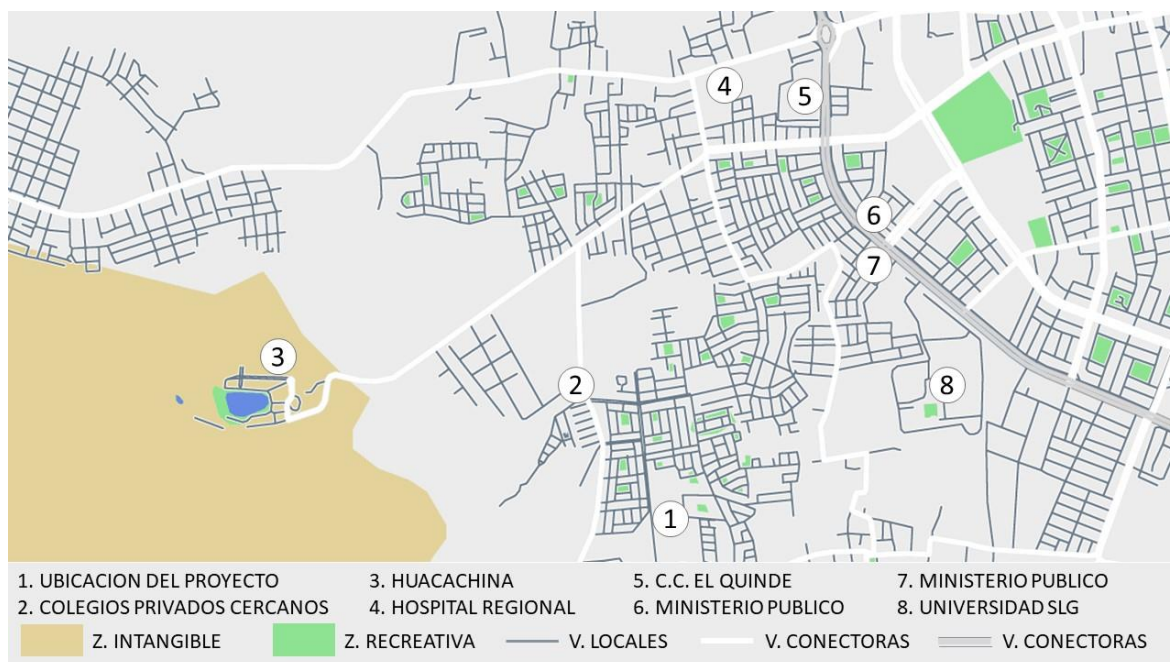 4
5
6
7
3
2
8
1
1. UBICACION DEL PROYECTO 3. HUACACHINA 5. C.C. EL QUINDE 7. MINISTERIO PUBLICO
2. COLEGIOS PRIVADOS CERCANOS 4. HOSPITAL REGIONAL 6. MINISTERIO PUBLICO 8. UNIVERSIDAD SLG
Z. INTANGIBLE Z. RECREATIVA V. LOCALES V. CONECTORAS V. CONECTORAS